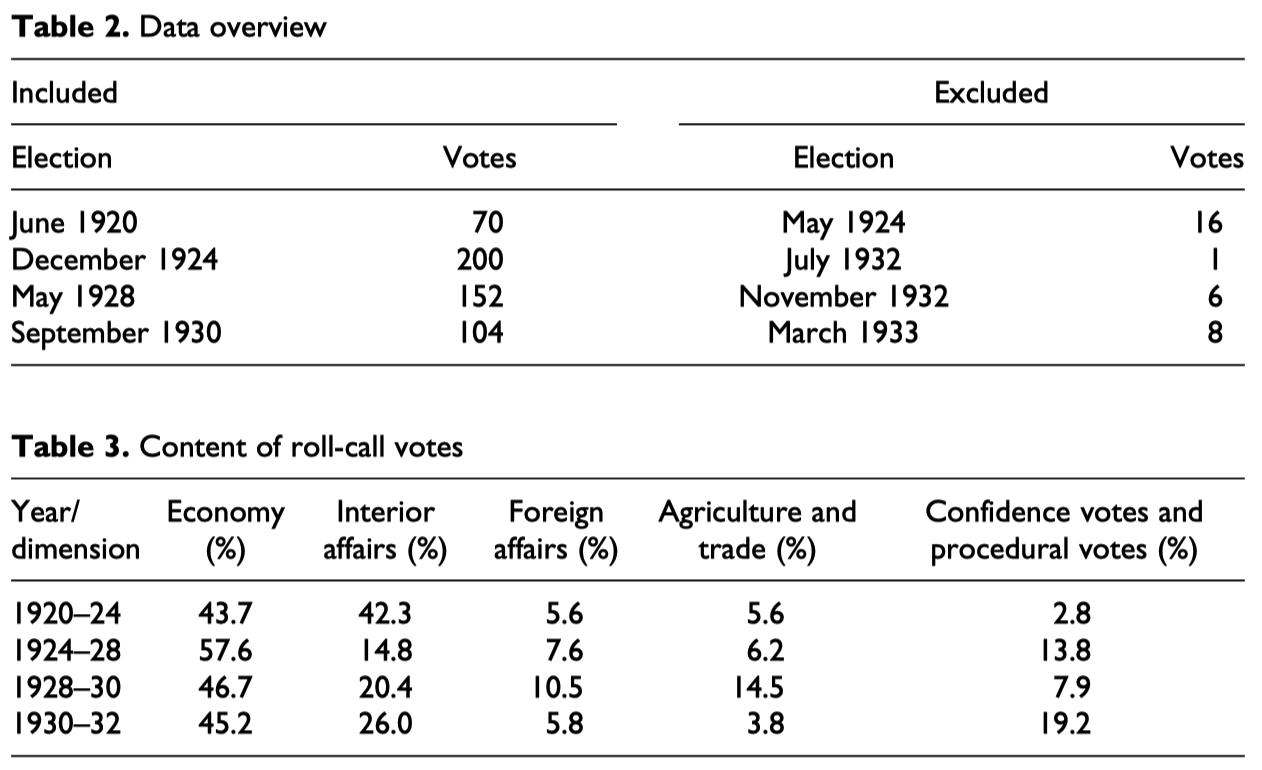 Table 2. Data overview
Included Excluded
Election Votes Election Votes
June 1920 70 May 1924 16
December 1924 200 July 1932 1
May 1928 152 November 1932 6
September 1930 104 March 1933 8
Table 3. Content of roll-call votes
Year/ Economy Interior Foreign Agriculture and Confidence votes and
dimension (%) affairs (%) affairs (%) trade (%) procedural votes (%)
1920–24 43.7 42.3 5.6 5.6 2.8
1924–28 57.6 14.8 7.6 6.2 13.8
1928–30 46.7 20.4 10.5 14.5 7.9
1930–32 45.2 26.0 5.8 3.8 19.2